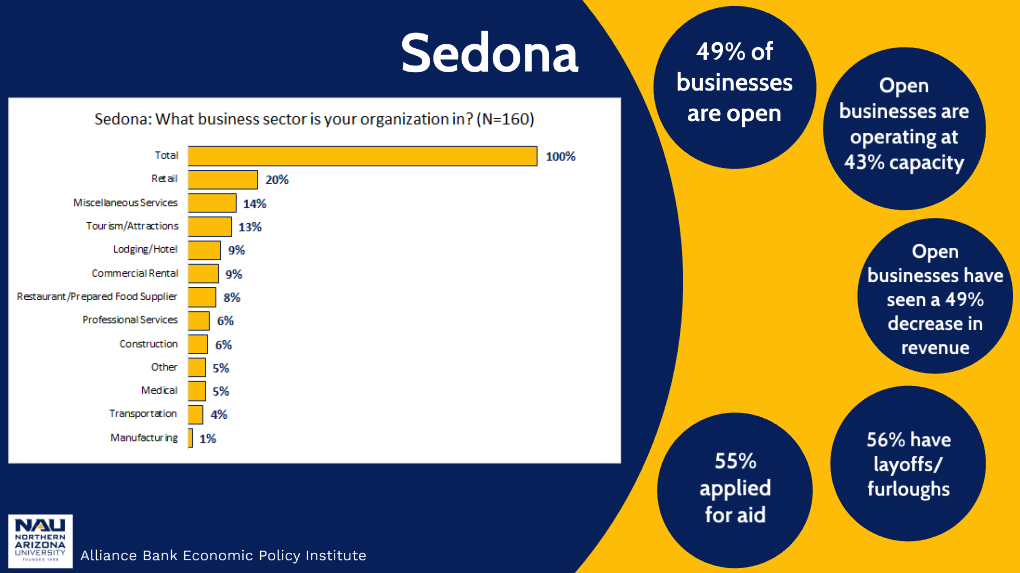 Sedona
Sedona: What business sector is your organization in? (N=160)
Total 100%
Retail 20%
Miscellaneous Services 14%
Tourism/Attractions 13%
Lodging/Hotel 9%
Commercial Rental 9%
Restaurant/Prepared Food Supplier 8%
Professional Services 6%
Construction 6%
Other 5%
Medical 5%
Transportation 4%
Manufacturing 1%
49% of
businesses
are open
Open
businesses are
operating at
43% capacity
Open
businesses have
seen a 49%
decrease in
revenue
56% have
layoffs/
furloughs
55%
applied
for aid
NAU
NORTHERN
ARIZONA
UNIVERSITY
FOUNDED 1899
Alliance Bank Economic Policy Institute